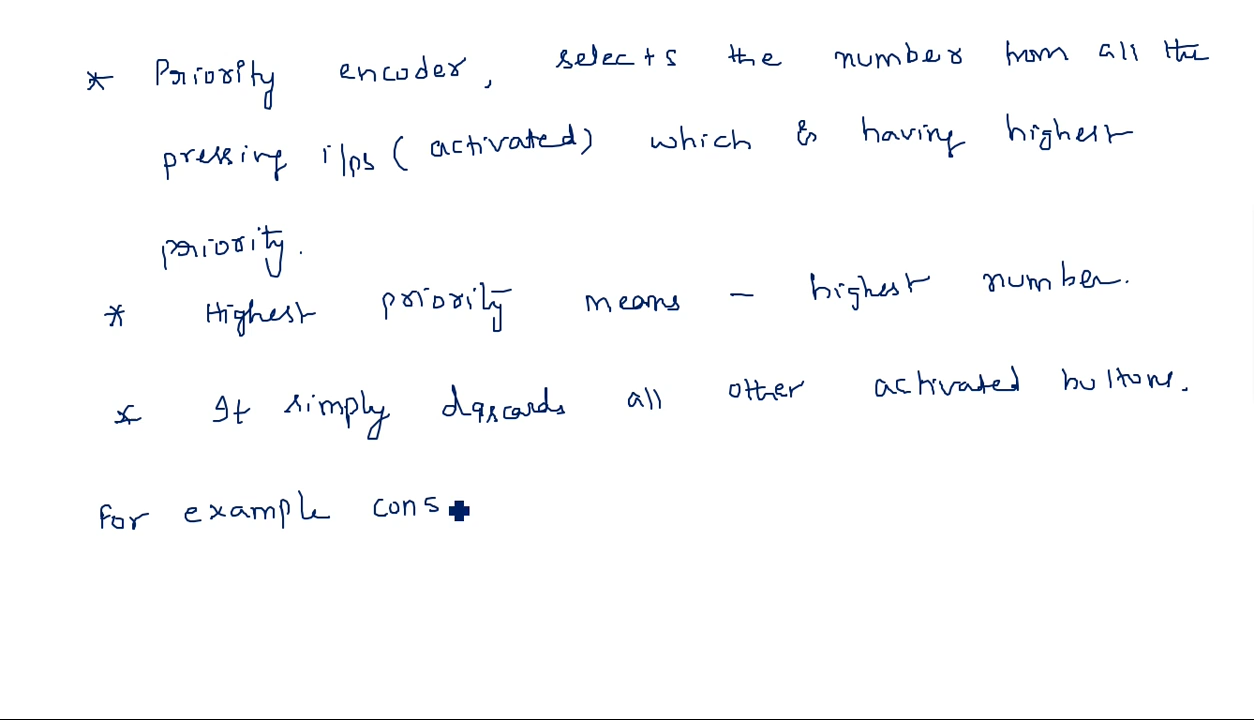 * Priority encoder, selects the number from all the
pressing i/ps (activated) which is having highest
priority.
* Highest priority means - highest number.
* It simply discards all other activated buttons.
For example cons